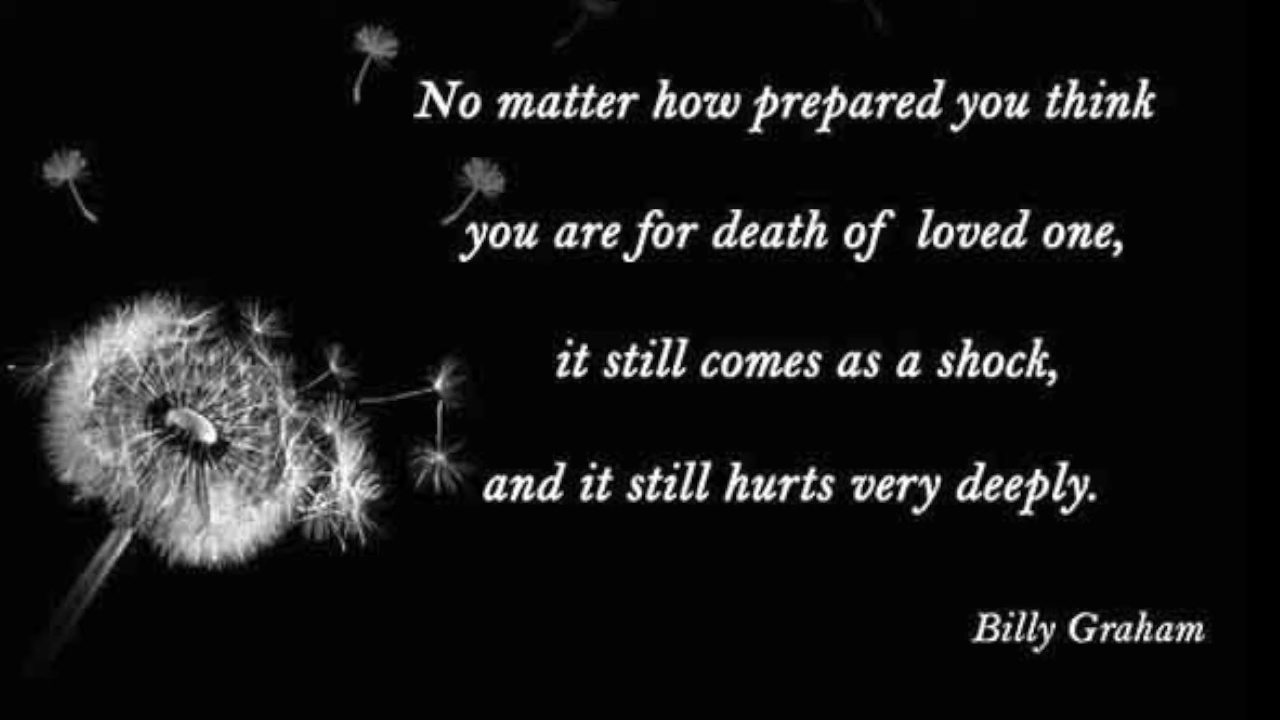 No matter how prepared you think
you are for death of loved one,
it still comes as a shock,
and it still hurts very deeply.
Billy Graham